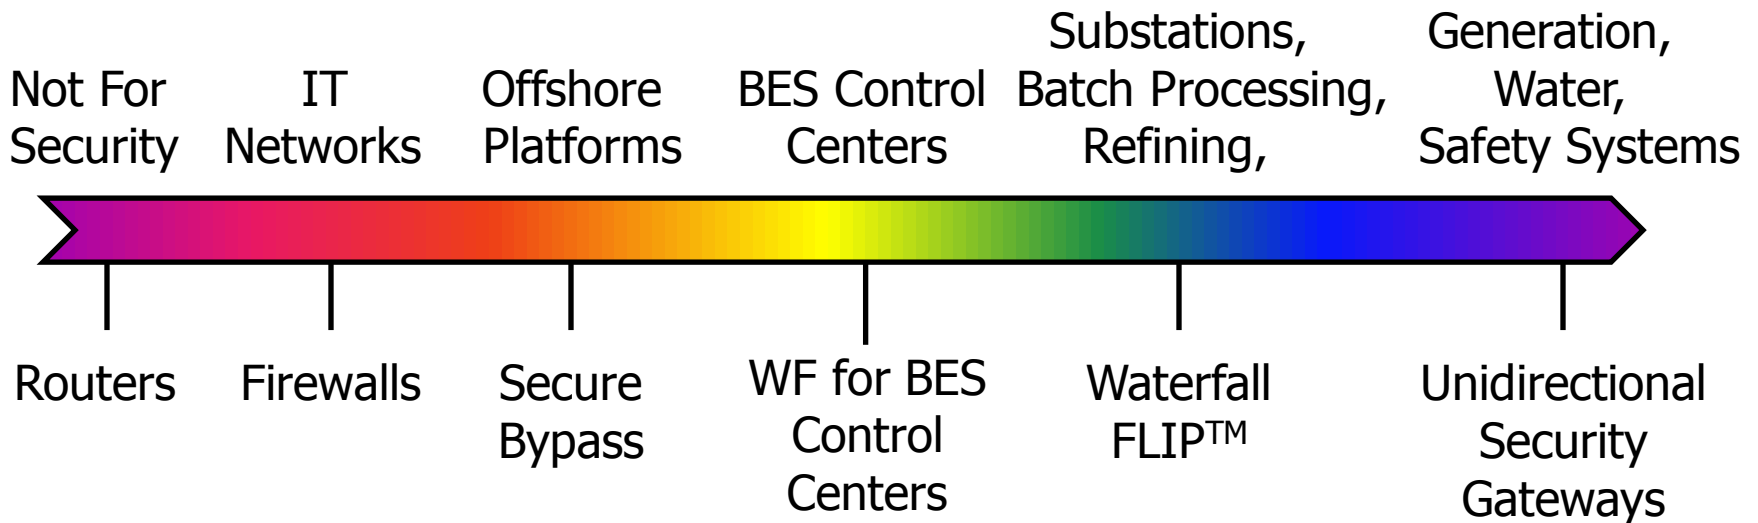 Not For
Security
IT
Networks
Offshore
Platforms
BES Control
Centers
Substations,
Batch Processing,
Refining,
Generation,
Water,
Safety Systems
Routers
Firewalls
Secure
Bypass
WF for BES
Control
Centers
Waterfall
FLIP™
Unidirectional
Security
Gateways